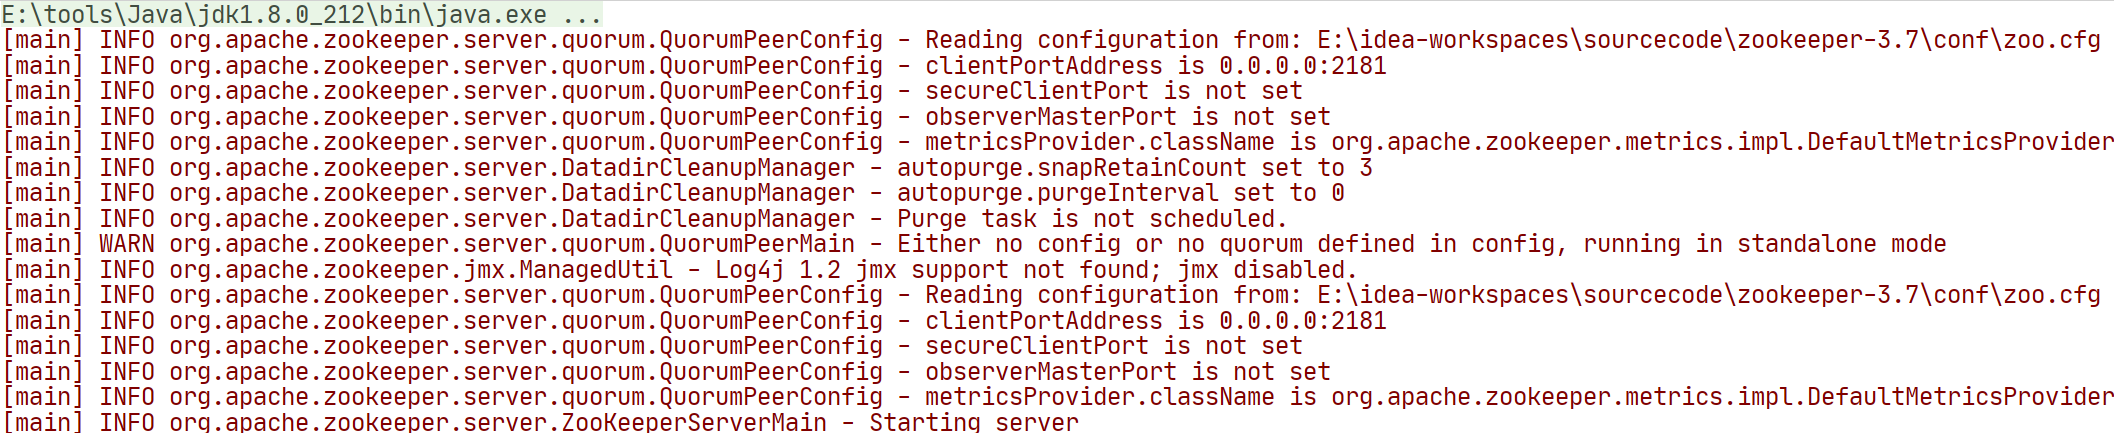 E:\tools\Java\jdk1.8.0_212\bin\java.exe ...
[main] INFO org.apache.zookeeper.server.quorum.QuorumPeerConfig - Reading configuration from: E:\idea-workspaces\sourcecode\zookeeper-3.7\conf\zoo.cfg
[main] INFO org.apache.zookeeper.server.quorum.QuorumPeerConfig - clientPortAddress is 0.0.0.0:2181
[main] INFO org.apache.zookeeper.server.quorum.QuorumPeerConfig - secureClientPort is not set
[main] INFO org.apache.zookeeper.server.quorum.QuorumPeerConfig - observerMasterPort is not set
[main] INFO org.apache.zookeeper.server.quorum.QuorumPeerConfig - metricsProvider.className is org.apache.zookeeper.metrics.impl.DefaultMetricsProvider
[main] INFO org.apache.zookeeper.server.DatadirCleanupManager - autopurge.snapRetainCount set to 3
[main] INFO org.apache.zookeeper.server.DatadirCleanupManager - autopurge.purgeInterval set to 0
[main] INFO org.apache.zookeeper.server.DatadirCleanupManager - Purge task is not scheduled.
[main] WARN org.apache.zookeeper.server.quorum.QuorumPeerMain - Either no config or no quorum defined in config, running in standalone mode
[main] INFO org.apache.zookeeper.jmx.ManagedUtil - Log4j 1.2 jmx support not found; jmx disabled.
[main] INFO org.apache.zookeeper.server.quorum.QuorumPeerConfig - Reading configuration from: E:\idea-workspaces\sourcecode\zookeeper-3.7\conf\zoo.cfg
[main] INFO org.apache.zookeeper.server.quorum.QuorumPeerConfig - clientPortAddress is 0.0.0.0:2181
[main] INFO org.apache.zookeeper.server.quorum.QuorumPeerConfig - secureClientPort is not set
[main] INFO org.apache.zookeeper.server.quorum.QuorumPeerConfig - observerMasterPort is not set
[main] INFO org.apache.zookeeper.server.quorum.QuorumPeerConfig - metricsProvider.className is org.apache.zookeeper.metrics.impl.DefaultMetricsProvider
[main] INFO org.apache.zookeeper.server.ZooKeeperServerMain - Starting server